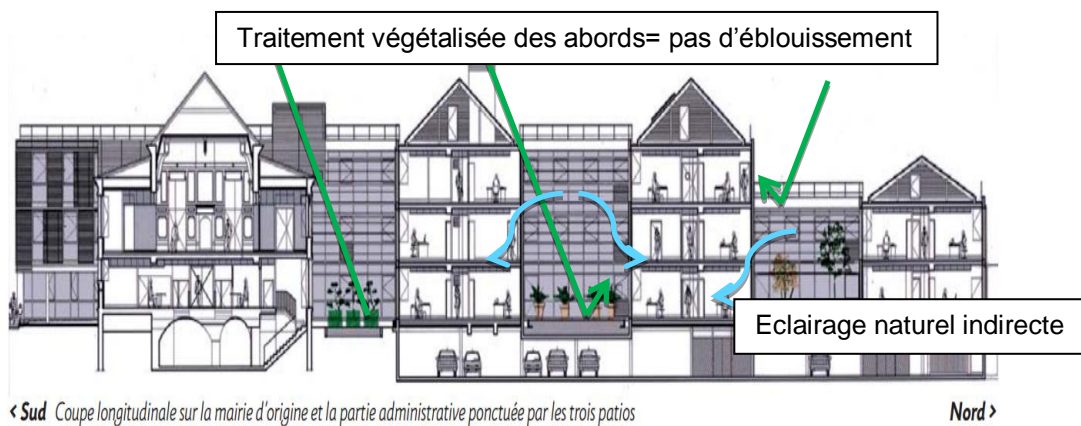 Traitement végétalisée des abords= pas d'éblouissement
Eclairage naturel indirecte
< Sud Coupe longitudinale sur la mairie d'origine et la partie administrative ponctuée par les trois patios Nord >